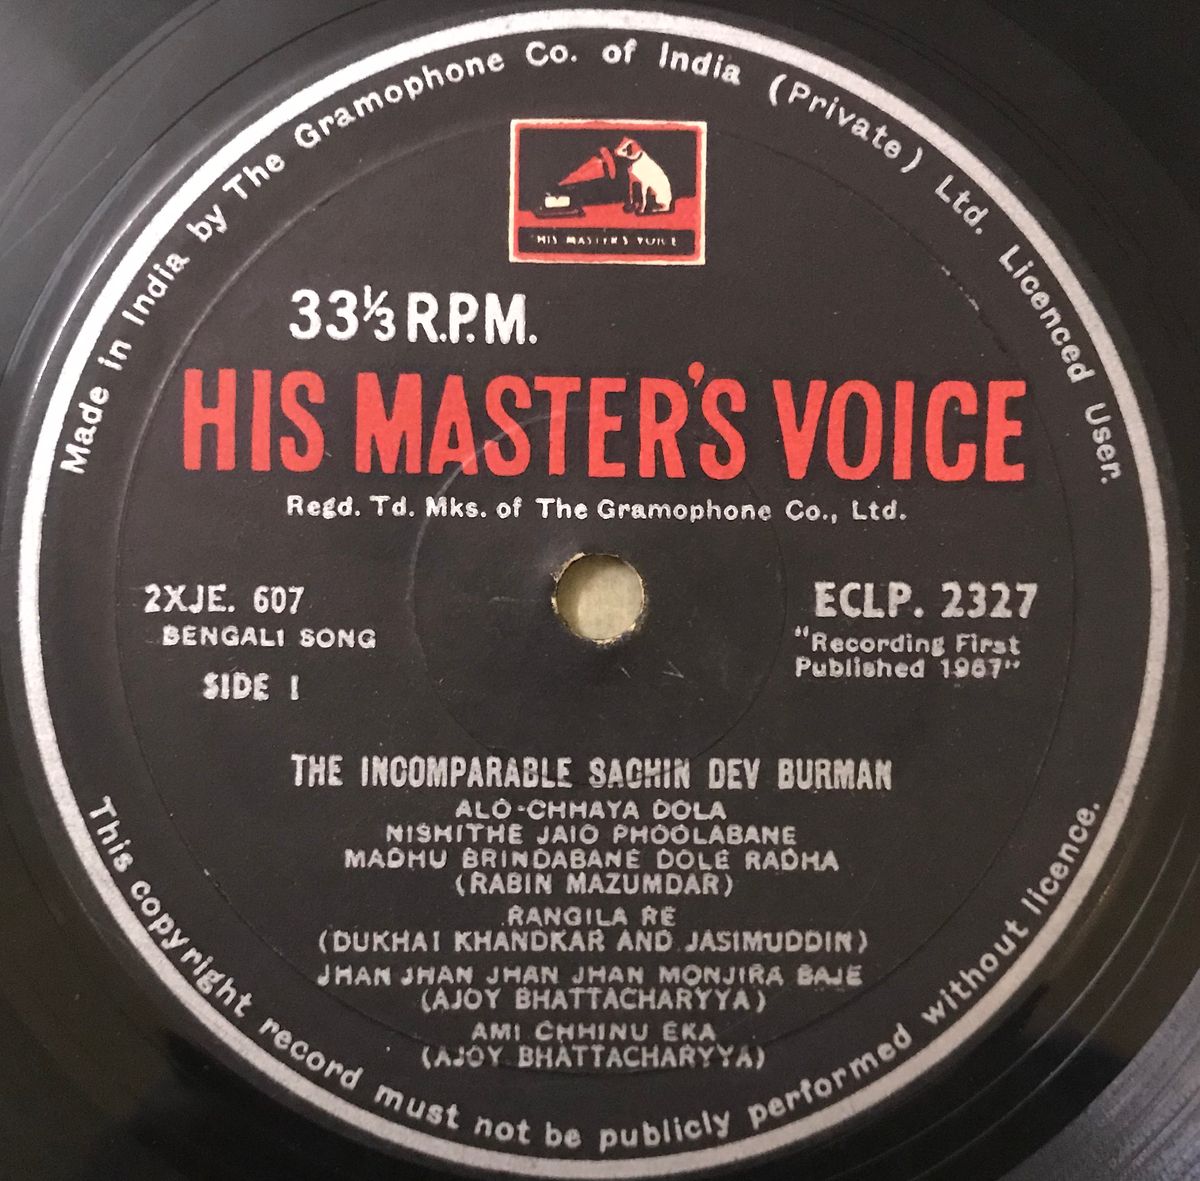 Made in India by The Gramophone Co. of India (Private) Ltd. Licenced User.
HIS MASTER'S VOICE
33⅓ R.P.M.
HIS MASTER'S VOICE
Regd. Td. Mks. of The Gramophone Co., Ltd.
2XJE. 607
BENGALI SONG
SIDE 1
ECLP. 2327
"Recording First
Published 1967"
THE INCOMPARABLE SACHIN DEV BURMAN
ALO-CHHAYA DOLA
NISHITHE JAIO PHOOLABANE
MADHU BRINDABANE DOLE RADHA
(RABIN MAZUMDAR)
RANGILA RE
(DUKHAI KHANDKAR AND JASIMUDDIN)
JHAN JHAN JHAN JHAN MONJIRA BAJE
(AJOY BHATTACHARYYA)
AMI CHHINU EKA
(AJOY BHATTACHARYYA)
This copyright record must not be publicly performed without licence.